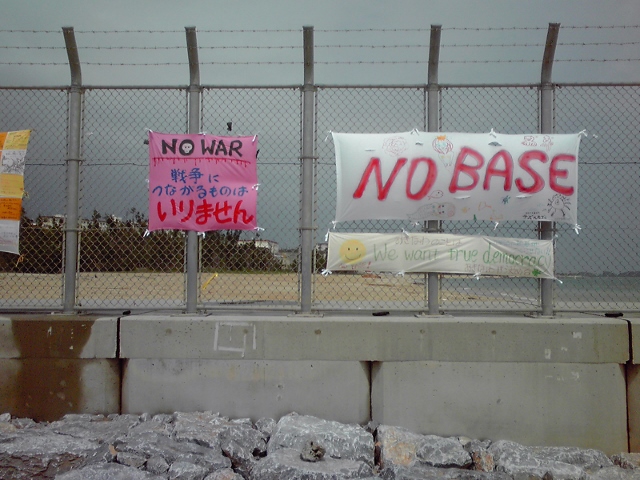 NO WAR
戦争に
つながるものは
いりません
NO BASE
We want true democracy